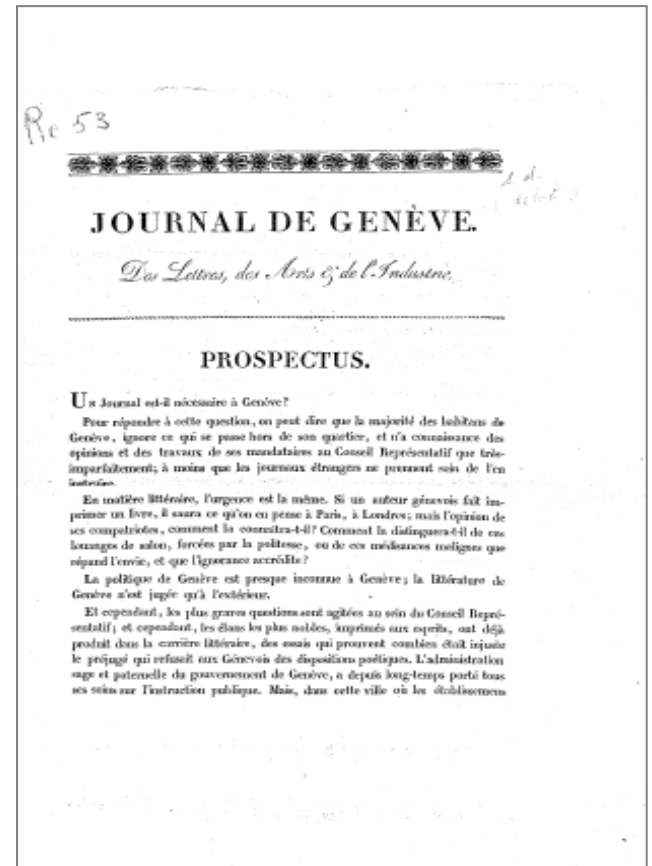 Re 53
s. d.
JOURNAL DE GENÈVE.
Des Lettres, des Arts & de l'Industrie.
PROSPECTUS.
UN Journal est-il nécessaire à Genève?
Pour répondre à cette question, on peut dire que la majorité des habitans de
Genève, ignore ce qui se passe hors de son quartier, et n'a connaissance des
opinions et des travaux de ses mandataires au Conseil Représentatif que très-
imparfaitement; à moins que les journaux étrangers ne prennent soin de l'en
instruire.
En matière littéraire, l'urgence est la même. Si un auteur génevois fait im-
primer un livre, il saura ce qu'on en pense à Paris, à Londres; mais l'opinion de
ses compatriotes, comment la connaîtra-t-il? Comment la distinguera-t-il de ces
louanges de salon, forcées par la politesse, ou de ces médisances malignes que
répand l'envie, et que l'ignorance accrédite?
La politique de Genève est presque inconnue à Genève; la littérature de
Genève n'est jugée qu'à l'extérieur.
Et cependant, les plus graves questions sont agitées au sein du Conseil Repré-
sentatif; et cependant, les élans les plus nobles, imprimés aux esprits, ont déjà
produit dans la carrière littéraire, des essais qui prouvent combien était injuste
le préjugé qui refusait aux Génevois des dispositions poétiques. L'administration
sage et paternelle du gouvernement de Genève, a depuis long-temps porté tous
ses soins sur l'instruction publique. Mais, dans cette ville où les établissemens